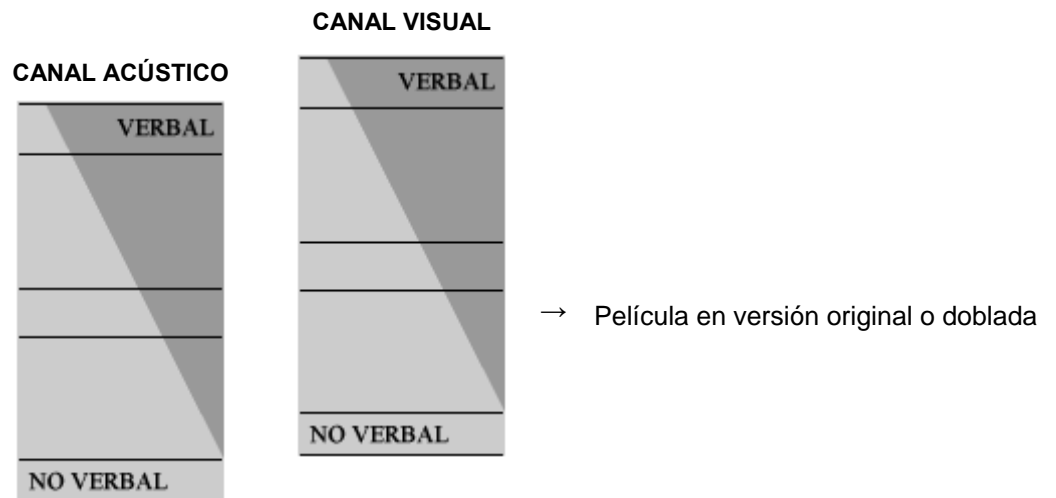 CANAL VISUAL
CANAL ACÚSTICO
VERBAL
VERBAL
→ Película en versión original o doblada
NO VERBAL
NO VERBAL